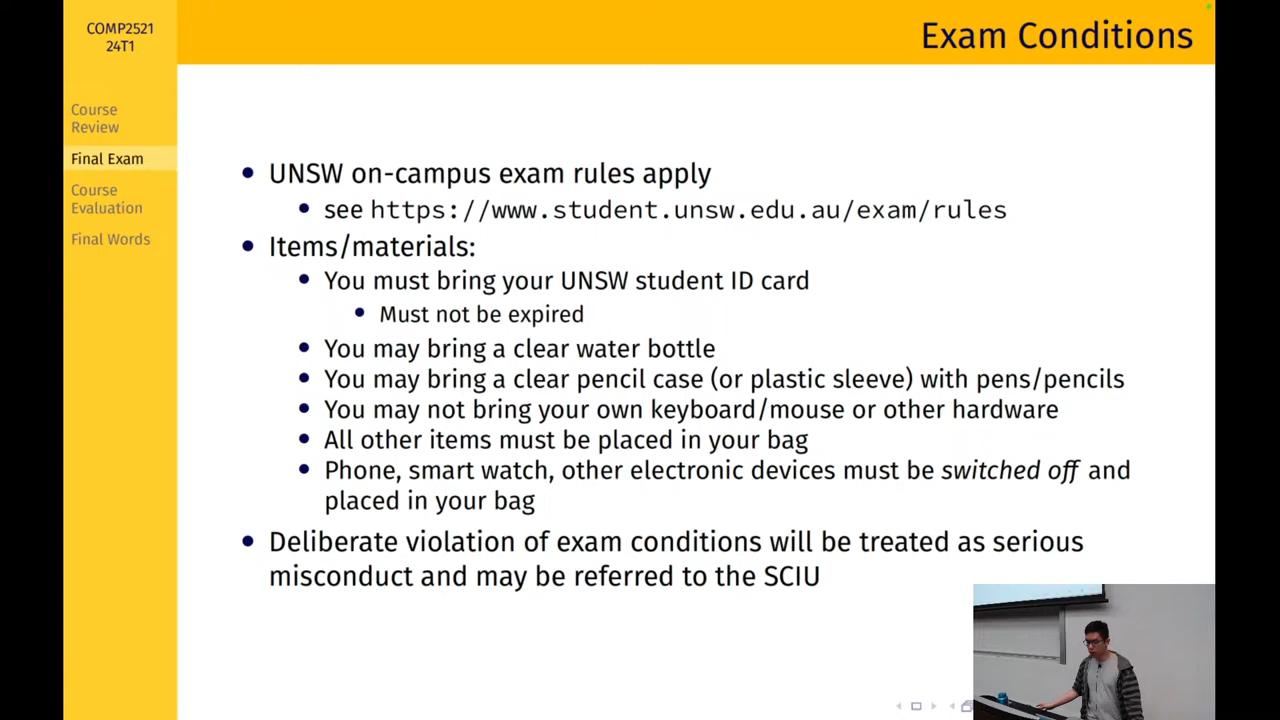 COMP2521
24T1
Exam Conditions
Course
Review
Final Exam
Course
Evaluation
Final Words
• UNSW on-campus exam rules apply
• see https://www.student.unsw.edu.au/exam/rules
• Items/materials:
• You must bring your UNSW student ID card
• Must not be expired
• You may bring a clear water bottle
• You may bring a clear pencil case (or plastic sleeve) with pens/pencils
• You may not bring your own keyboard/mouse or other hardware
• All other items must be placed in your bag
• Phone, smart watch, other electronic devices must be switched off and
placed in your bag
• Deliberate violation of exam conditions will be treated as serious
misconduct and may be referred to the SCIU